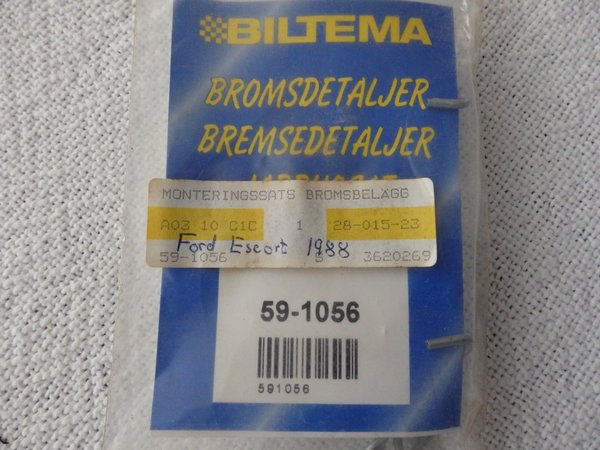 BILTEMA
BROMSDETALJER
BREMSEDETALJER
MONTERINGSSATS BROMSBELÄGG
A03 10 C1C 1 28-015-23
Ford Escort 1988
59-1056 S 3620269
59-1056
591056